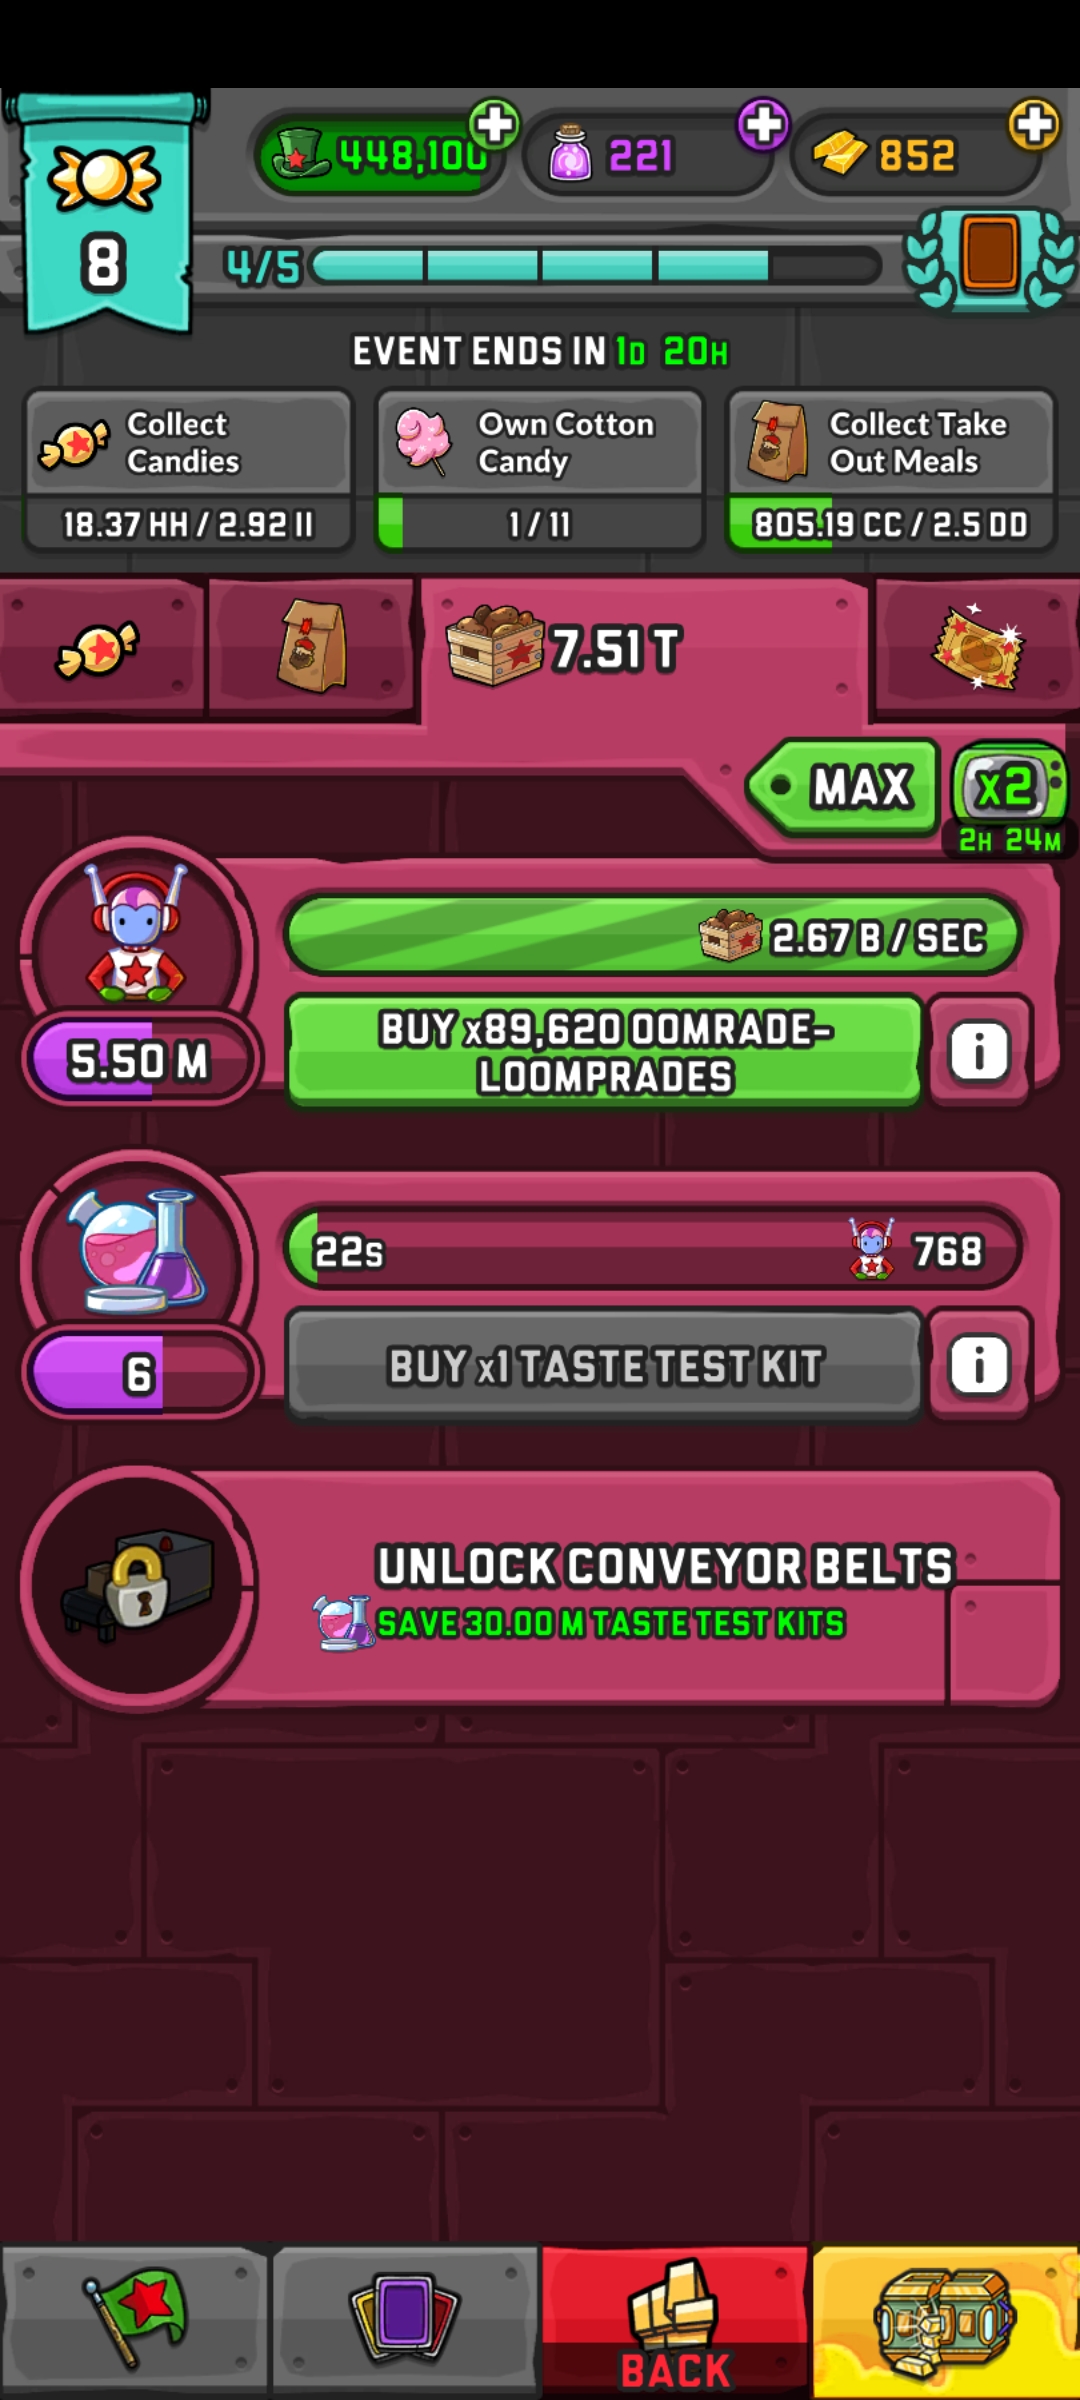 448,100
221
852
8
4/5
EVENT ENDS IN 1D 20H
Collect
Candies
18.37 HH / 2.92 II
Own Cotton
Candy
1 / 11
Collect Take
Out Meals
805.19 CC / 2.5 DD
7.51 T
MAX
x2
2H 24M
2.67 B / SEC
5.50 M
BUY x89,620 OOMRADE-
LOOMPRADES
i
22s
768
6
BUY x1 TASTE TEST KIT
i
UNLOCK CONVEYOR BELTS
SAVE 30.00 M TASTE TEST KITS
BACK